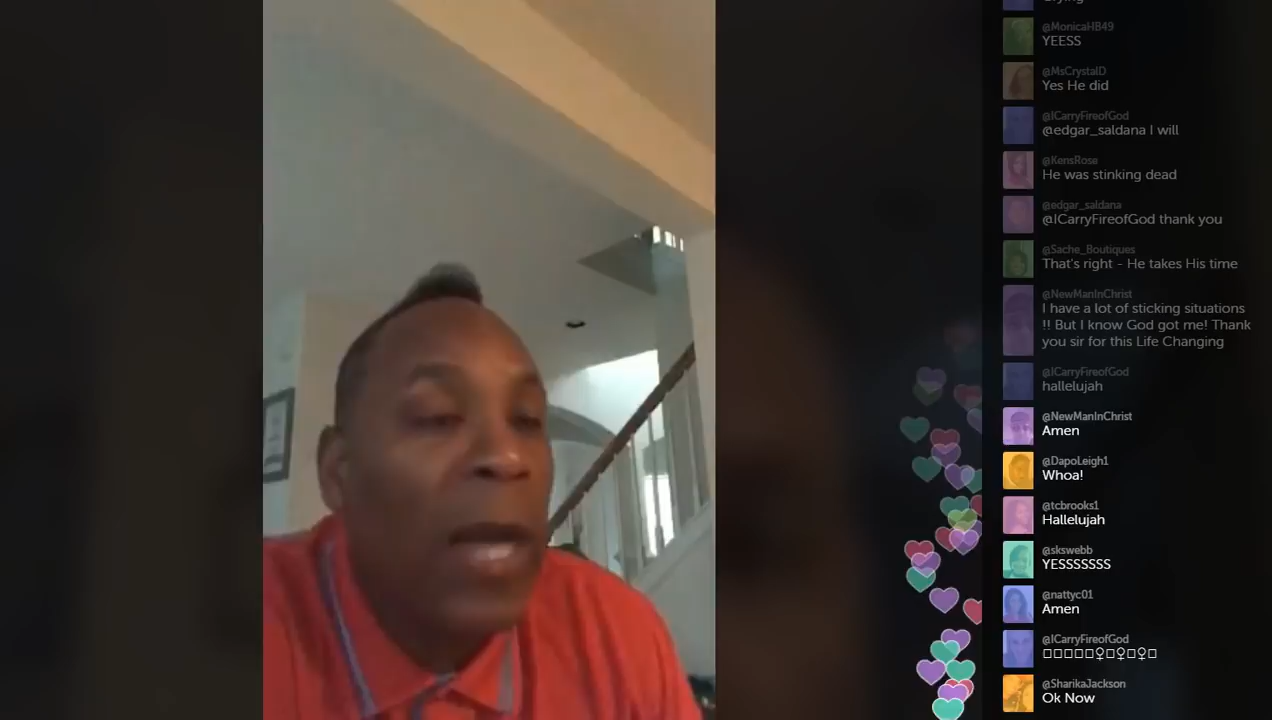 @MonicaHB49
YEESS
@MsCrystalD
Yes He did
@ICarryFireofGod
@edgar_saldana I will
@KensRose
He was stinking dead
@edgar_saldana
@ICarryFireofGod thank you
@Sache_Boutiques
That's right - He takes His time
@NewManInChrist
I have a lot of sticking situations
!! But I know God got me! Thank
you sir for this Life Changing
@ICarryFireofGod
hallelujah
@NewManInChrist
Amen
@DapoLeigh1
Whoa!
@tcbrooks1
Hallelujah
@skswebb
YESSSSSSS
@nattyc01
Amen
@ICarryFireofGod
□□□□□♀□♀□♀□
@SharikaJackson
Ok Now